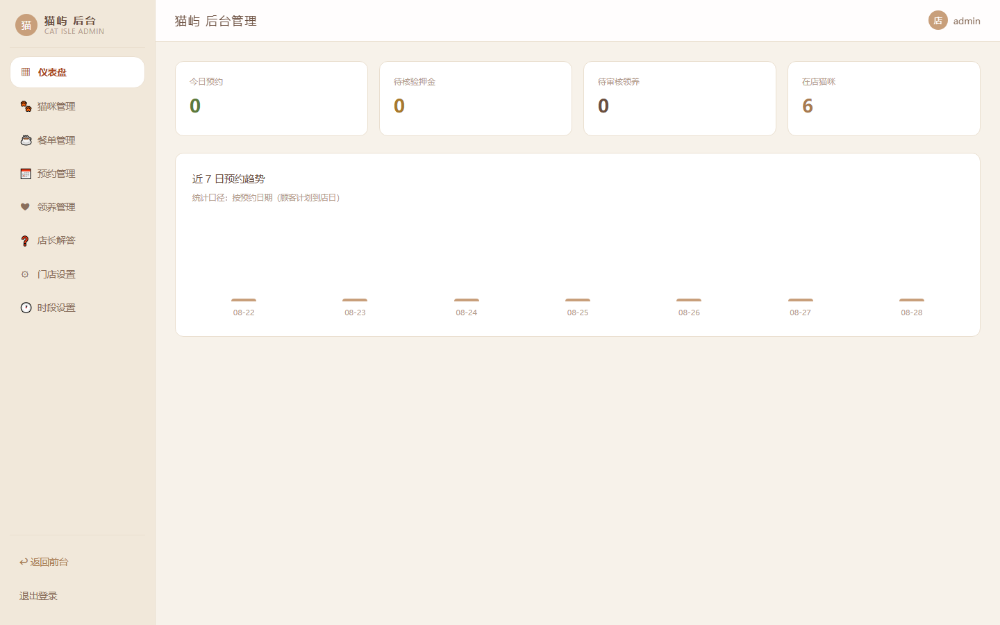 猫
猫屿 后台
CAT ISLE ADMIN
仪表盘
猫咪管理
餐单管理
预约管理
领养管理
店长解答
门店设置
时段设置
↩ 返回前台
退出登录
猫屿 后台管理
店
admin
今日预约
0
待核验押金
0
待审核领养
0
在店猫咪
6
近 7 日预约趋势
统计口径：按预约日期（顾客计划到店日）
08-22
08-23
08-24
08-25
08-26
08-27
08-28